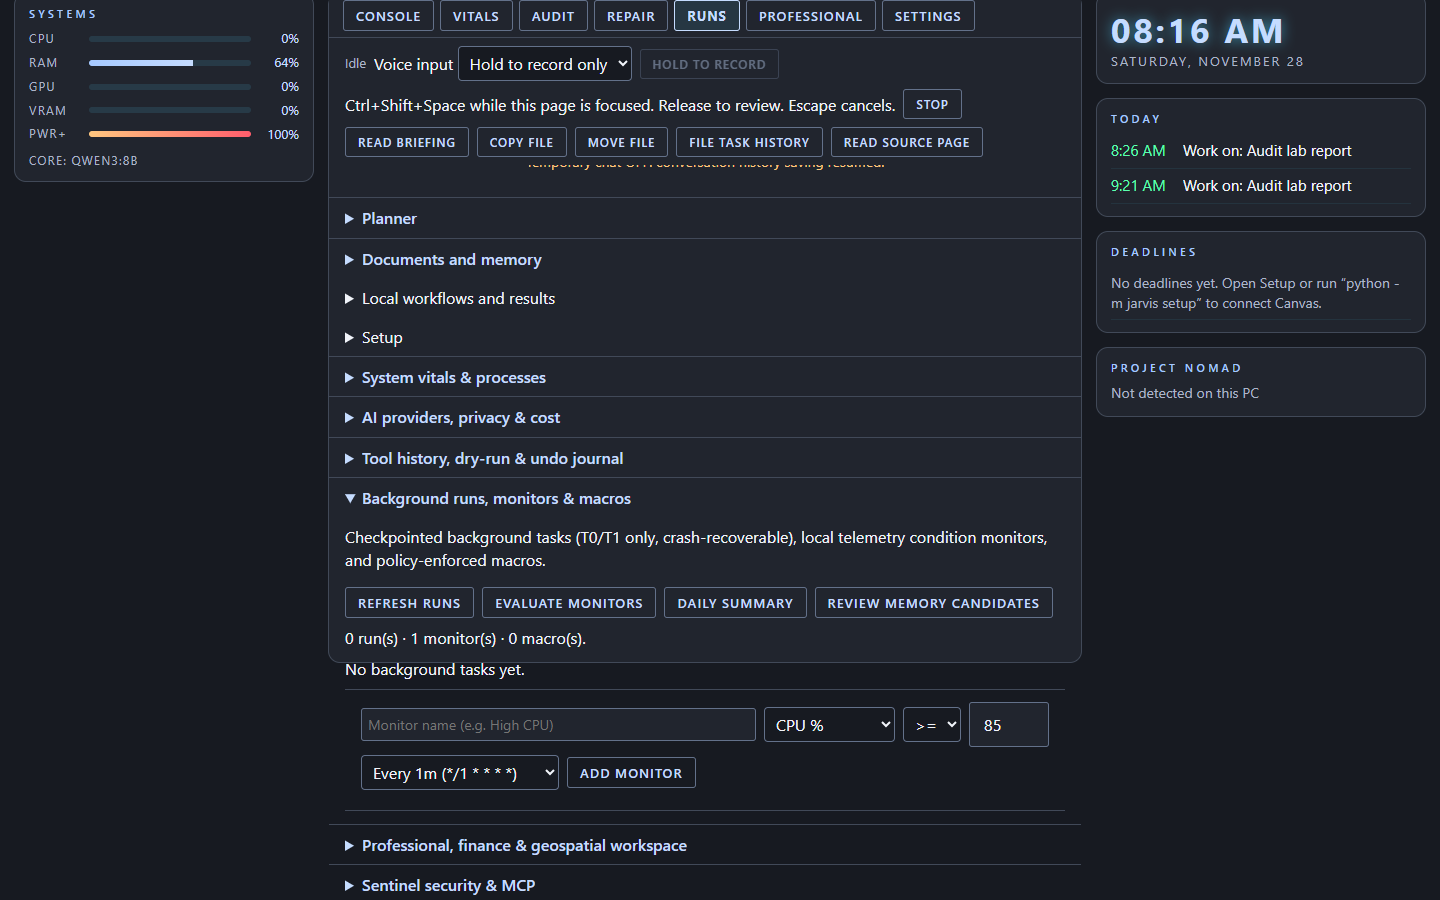 SYSTEMS
CPU 0%
RAM 64%
GPU 0%
VRAM 0%
PWR+ 100%
CORE: QWEN3:8B
CONSOLE VITALS AUDIT REPAIR RUNS PROFESSIONAL SETTINGS
Idle Voice input Hold to record only HOLD TO RECORD
Ctrl+Shift+Space while this page is focused. Release to review. Escape cancels. STOP
READ BRIEFING COPY FILE MOVE FILE FILE TASK HISTORY READ SOURCE PAGE
Temporary chat OFF. Conversation history saving resumed.
Planner
Documents and memory
Local workflows and results
Setup
System vitals & processes
AI providers, privacy & cost
Tool history, dry-run & undo journal
Background runs, monitors & macros
Checkpointed background tasks (T0/T1 only, crash-recoverable), local telemetry condition monitors,
and policy-enforced macros.
REFRESH RUNS EVALUATE MONITORS DAILY SUMMARY REVIEW MEMORY CANDIDATES
0 run(s) · 1 monitor(s) · 0 macro(s).
No background tasks yet.
Monitor name (e.g. High CPU) CPU % >= 85
Every 1m (*/1 * * * *) ADD MONITOR
Professional, finance & geospatial workspace
Sentinel security & MCP
08:16 AM
SATURDAY, NOVEMBER 28
TODAY
8:26 AM Work on: Audit lab report
9:21 AM Work on: Audit lab report
DEADLINES
No deadlines yet. Open Setup or run "python -
m jarvis setup" to connect Canvas.
PROJECT NOMAD
Not detected on this PC